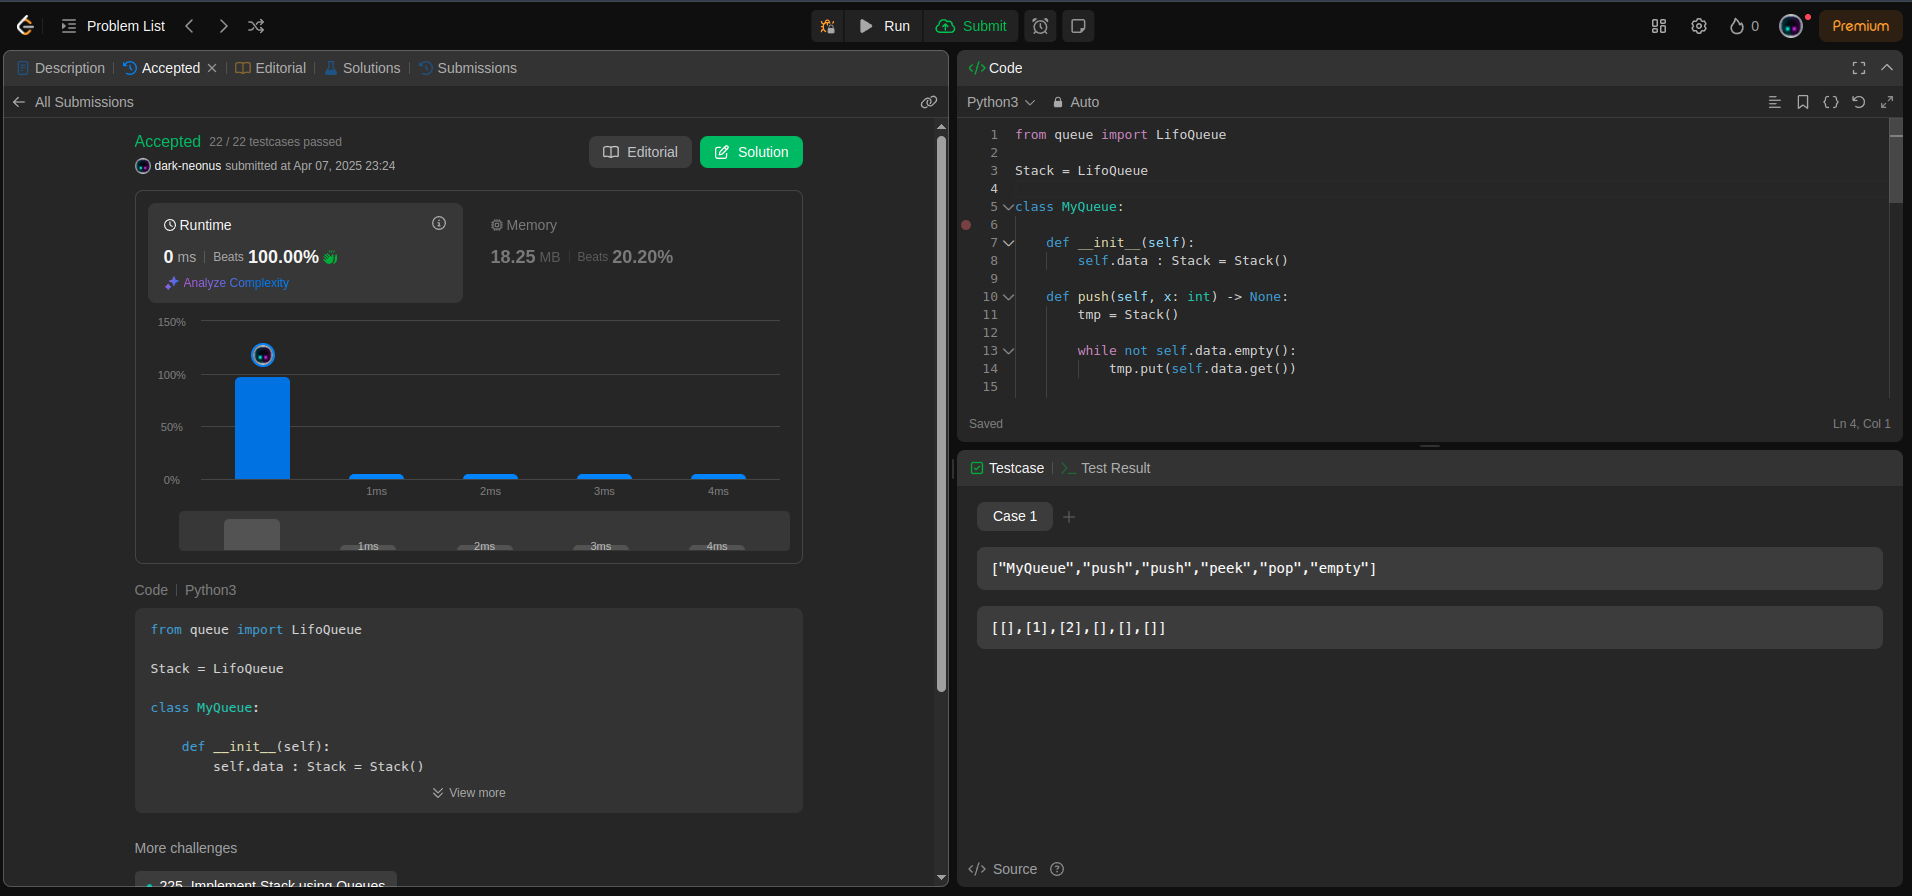 Problem List
Run
Submit
0
Premium
Description
Accepted
Editorial
Solutions
Submissions
All Submissions
Accepted 22 / 22 testcases passed
dark-neonus submitted at Apr 07, 2025 23:24
Editorial
Solution
Runtime
0 ms | Beats 100.00%
Analyze Complexity
Memory
18.25 MB | Beats 20.20%
150%
100%
50%
0%
1ms
2ms
3ms
4ms
1ms
2ms
3ms
4ms
Code | Python3
from queue import LifoQueue
Stack = LifoQueue
class MyQueue:
def __init__(self):
self.data : Stack = Stack()
View more
More challenges
225. Implement Stack using Queues
</> Code
Python3
Auto
1 from queue import LifoQueue
2
3 Stack = LifoQueue
4
5 class MyQueue:
6
7 def __init__(self):
8 self.data : Stack = Stack()
9
10 def push(self, x: int) -> None:
11 tmp = Stack()
12
13 while not self.data.empty():
14 tmp.put(self.data.get())
15
Saved
Ln 4, Col 1
Testcase
>_ Test Result
Case 1
["MyQueue","push","push","peek","pop","empty"]
[[],[1],[2],[],[],[]]
</> Source